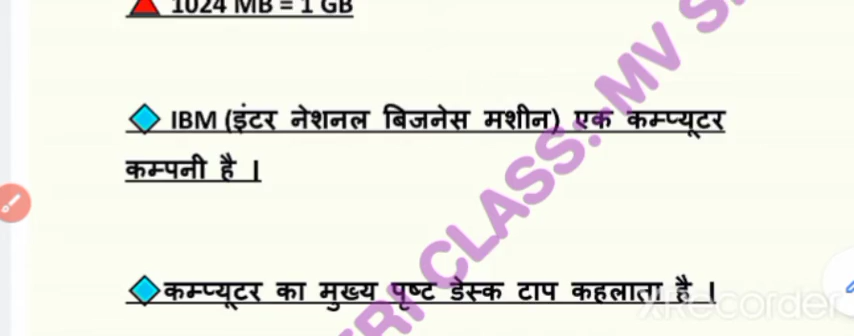 1024 MB = 1 GB
IBM (इंटर नेशनल बिजनेस मशीन) एक कम्प्यूटर
कम्पनी है |
कम्प्यूटर का मुख्य पृष्ट डेस्क टाप कहलाता है |
TRI CLASS:-MV S
XRecorder